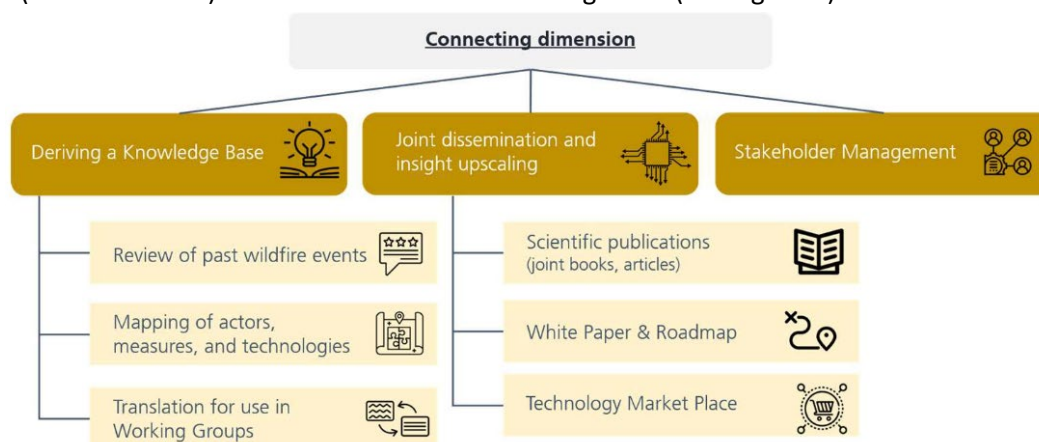 Connecting dimension
Deriving a Knowledge Base
Joint dissemination and
insight upscaling
Stakeholder Management
Review of past wildfire events
Mapping of actors,
measures, and technologies
Translation for use in
Working Groups
Scientific publications
(joint books, articles)
White Paper & Roadmap
Technology Market Place